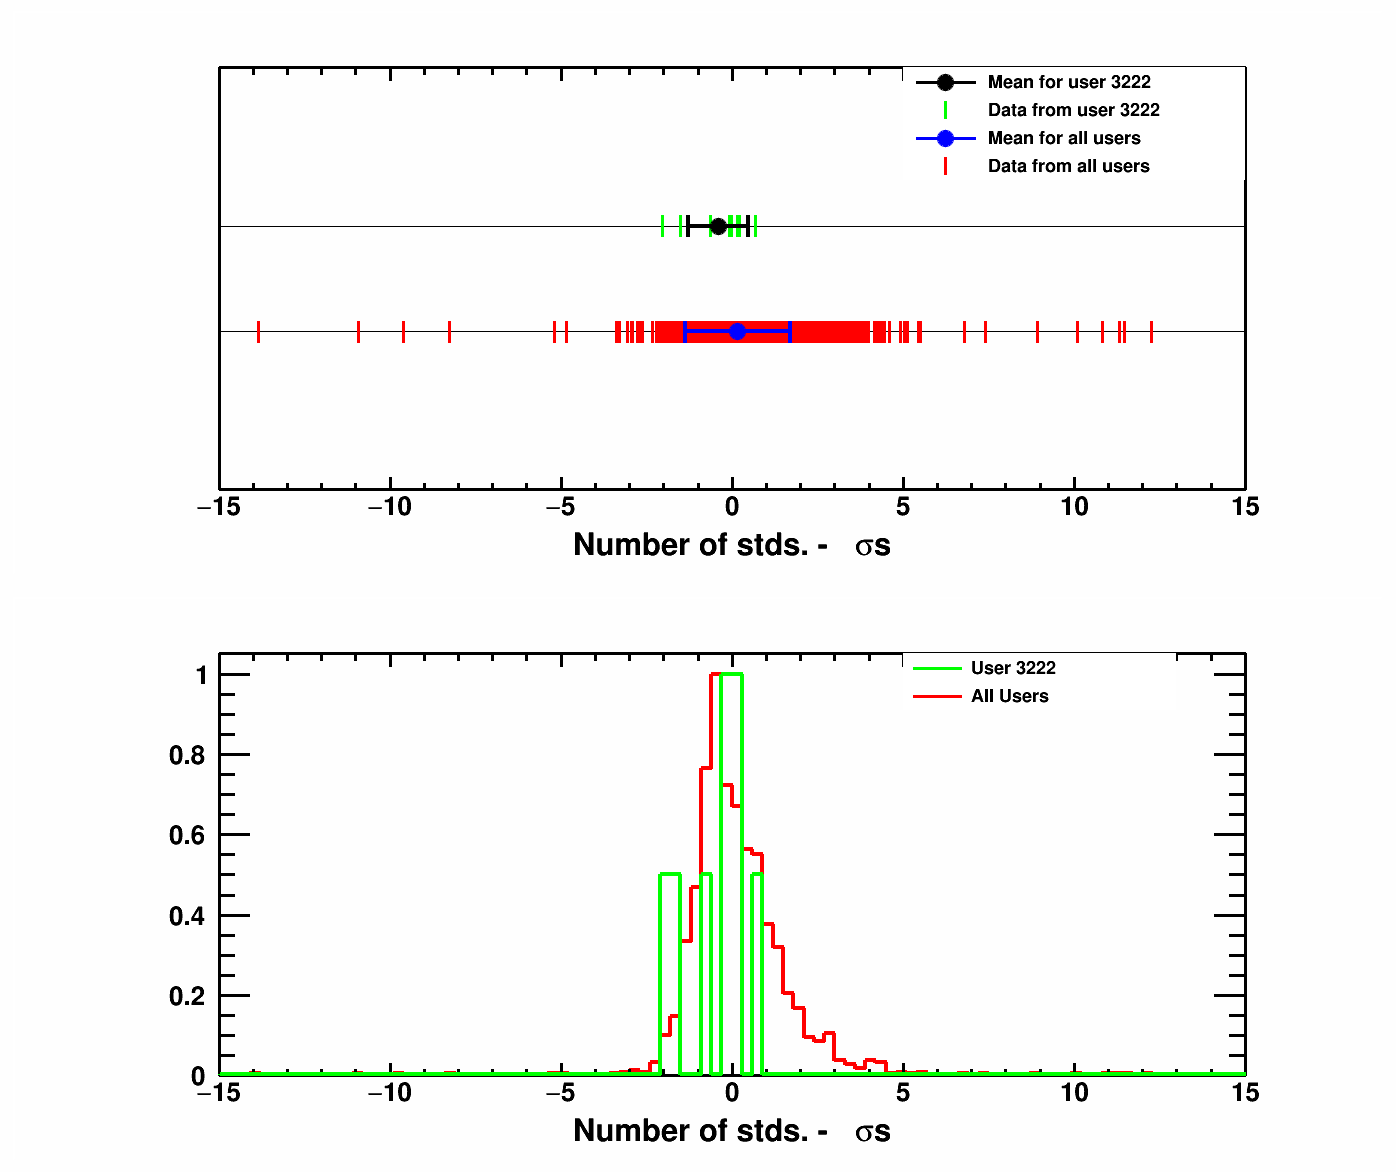 Mean for user 3222
Data from user 3222
Mean for all users
Data from all users
−15 −10 −5 0 5 10 15
Number of stds. - σs
User 3222
All Users
1
0.8
0.6
0.4
0.2
0
−15 −10 −5 0 5 10 15
Number of stds. - σs